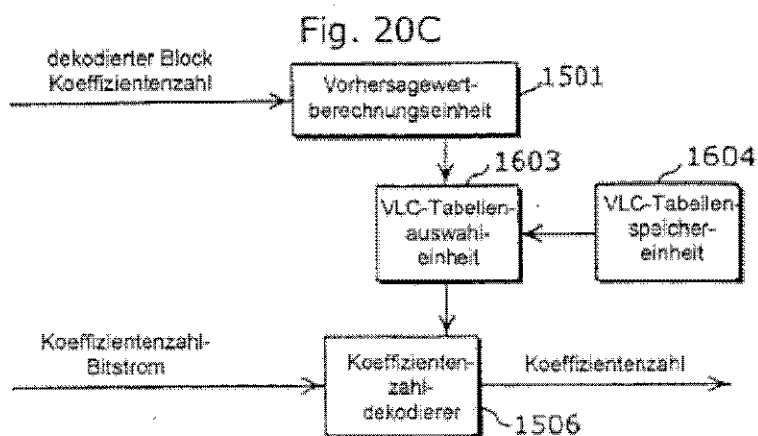 Fig. 20C
dekodierter Block
Koeffizientenzahl
Vorhersagewert-
berechnungseinheit
1501
1603
1604
VLC-Tabellen-
auswahl-
einheit
VLC-Tabellen-
speicher-
einheit
Koeffizientenzahl-
Bitstrom
Koeffizienten-
zahl-
dekodierer
Koeffizientenzahl
1506